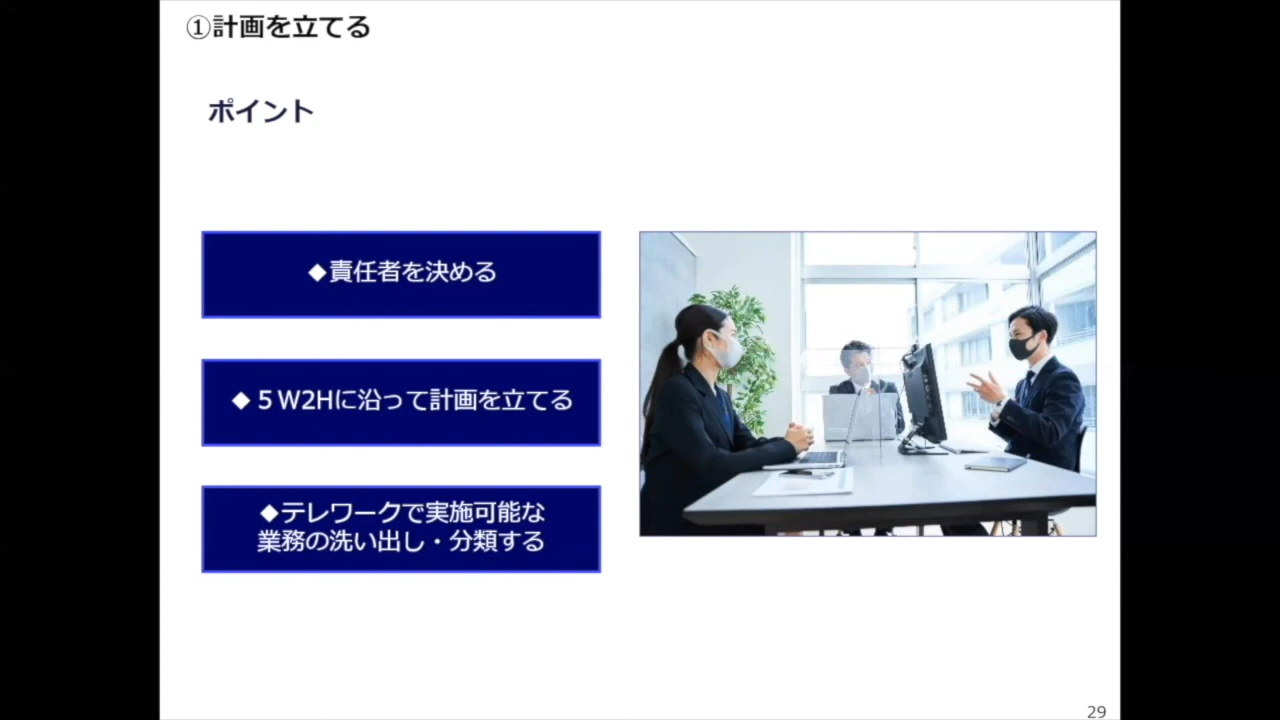 ①計画を立てる
ポイント
◆責任者を決める
◆５W2Hに沿って計画を立てる
◆テレワークで実施可能な
業務の洗い出し・分類する
29